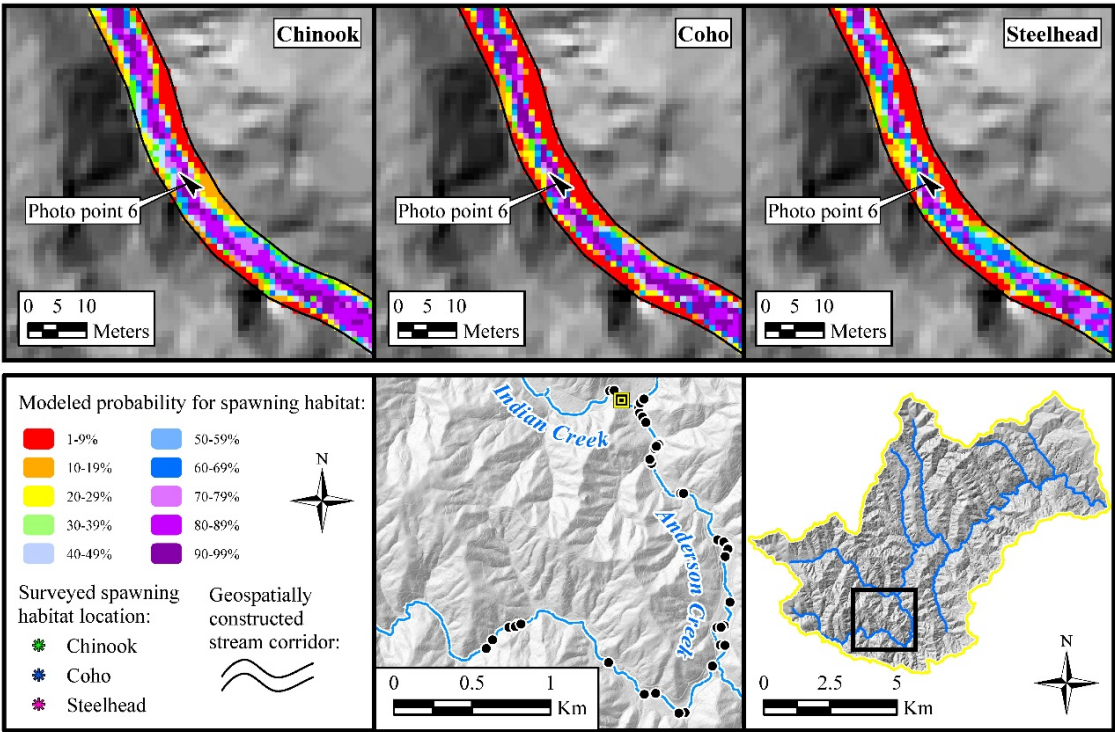 Chinook
Coho
Steelhead
Photo point 6
Photo point 6
Photo point 6
0 5 10
Meters
0 5 10
Meters
0 5 10
Meters
Modeled probability for spawning habitat:
1-9%
10-19%
20-29%
30-39%
40-49%
50-59%
60-69%
70-79%
80-89%
90-99%
N
Surveyed spawning
habitat location:
Chinook
Coho
Steelhead
Geospatially
constructed
stream corridor:
Indian Creek
Anderson Creek
0 0.5 1
Km
0 2.5 5
Km
N